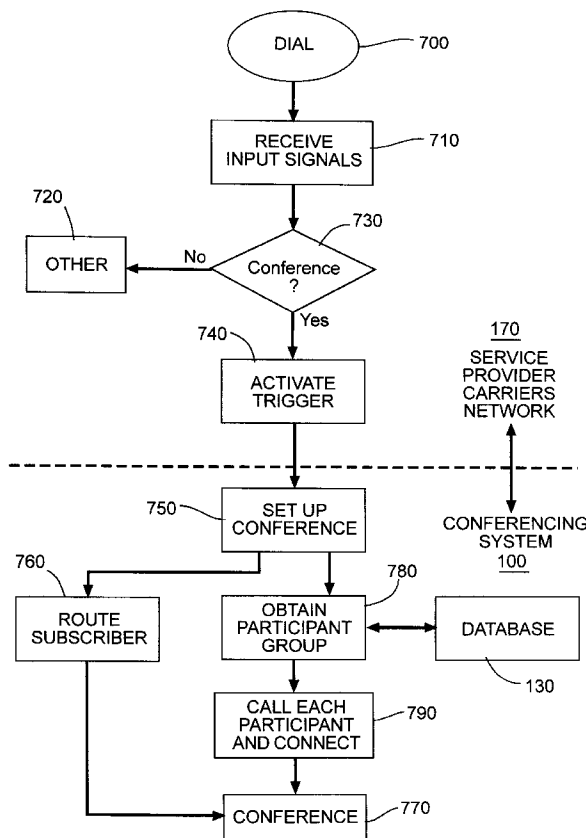 DIAL
700
RECEIVE
INPUT SIGNALS
710
720
730
OTHER
No
Conference
?
Yes
740
ACTIVATE
TRIGGER
170
SERVICE
PROVIDER
CARRIERS
NETWORK
750
SET UP
CONFERENCE
CONFERENCING
SYSTEM
100
760
ROUTE
SUBSCRIBER
780
OBTAIN
PARTICIPANT
GROUP
DATABASE
130
CALL EACH
PARTICIPANT
AND CONNECT
790
CONFERENCE
770